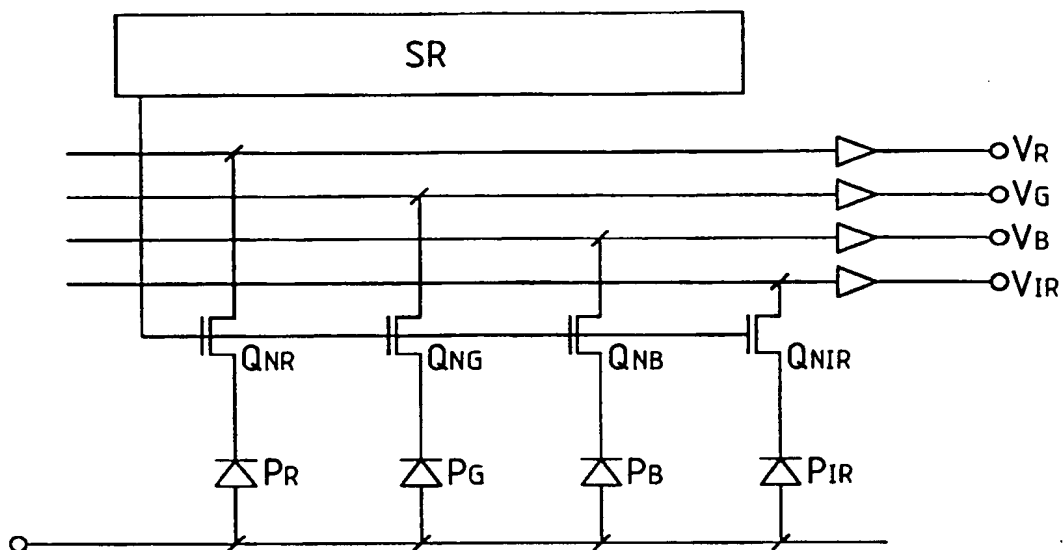 SR
VR
VG
VB
VIR
QNR QNG QNB QNIR
PR PG PB PIR